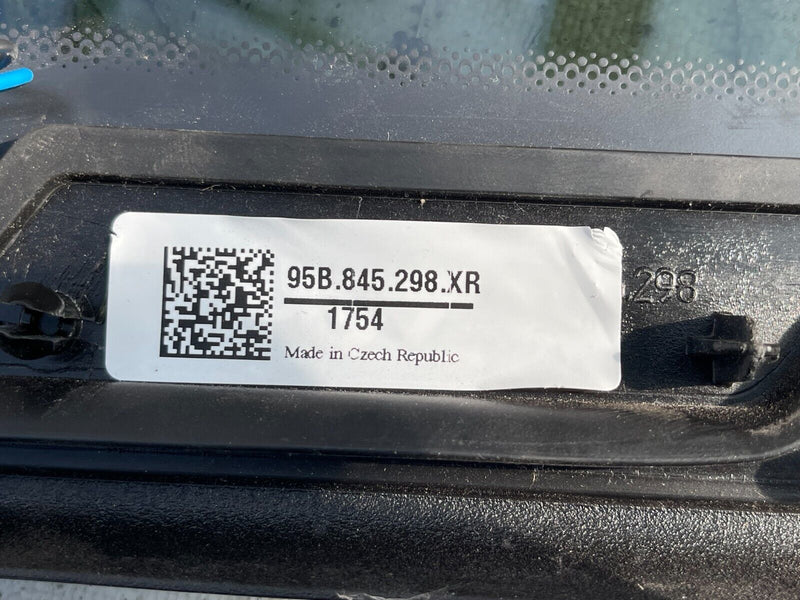 95B.845.298.XR
1754
Made in Czech Republic
298